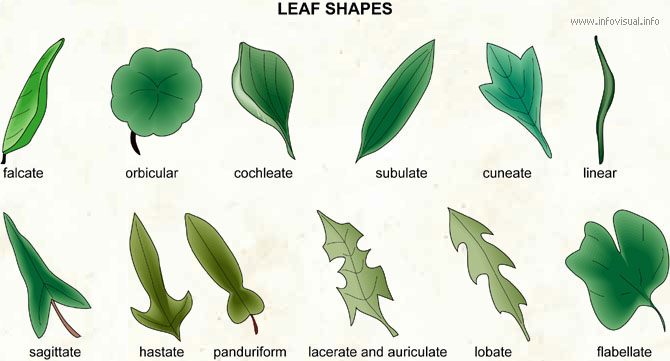 LEAF SHAPES
www.infovisual.info
falcate
orbicular
cochleate
subulate
cuneate
linear
sagittate
hastate
panduriform
lacerate and auriculate
lobate
flabellate